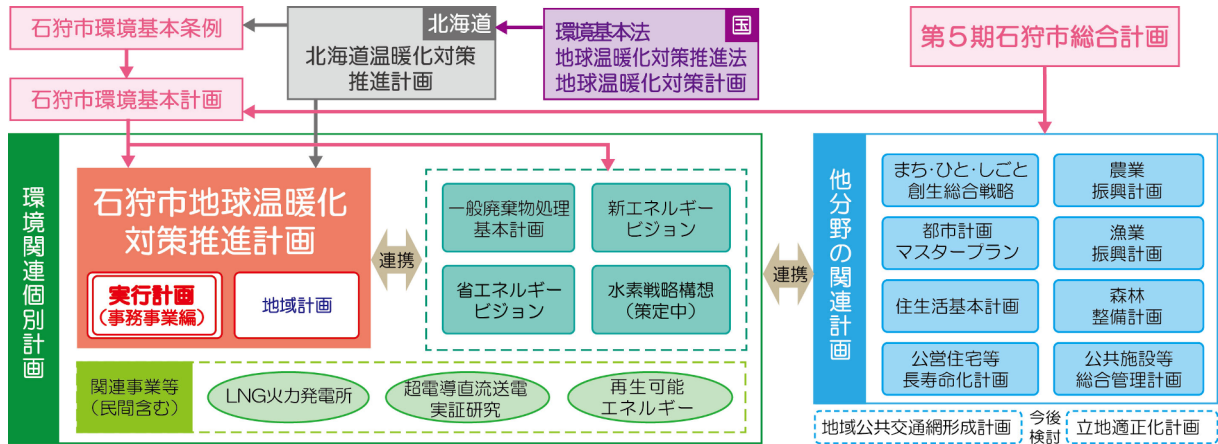 石狩市環境基本条例
石狩市環境基本計画
北海道
北海道温暖化対策
推進計画
国
環境基本法
地球温暖化対策推進法
地球温暖化対策計画
第5期石狩市総合計画
環境関連個別計画
石狩市地球温暖化
対策推進計画
実行計画
(事務事業編)
地域計画
連携
一般廃棄物処理
基本計画
新エネルギー
ビジョン
省エネルギー
ビジョン
水素戦略構想
(策定中)
関連事業等
(民間含む)
LNG火力発電所
超電導直流送電
実証研究
再生可能
エネルギー
連携
他分野の関連計画
まち・ひと・しごと
創生総合戦略
農業
振興計画
都市計画
マスタープラン
漁業
振興計画
住生活基本計画
森林
整備計画
公営住宅等
長寿命化計画
公共施設等
総合管理計画
地域公共交通網形成計画
今後
検討
立地適正化計画